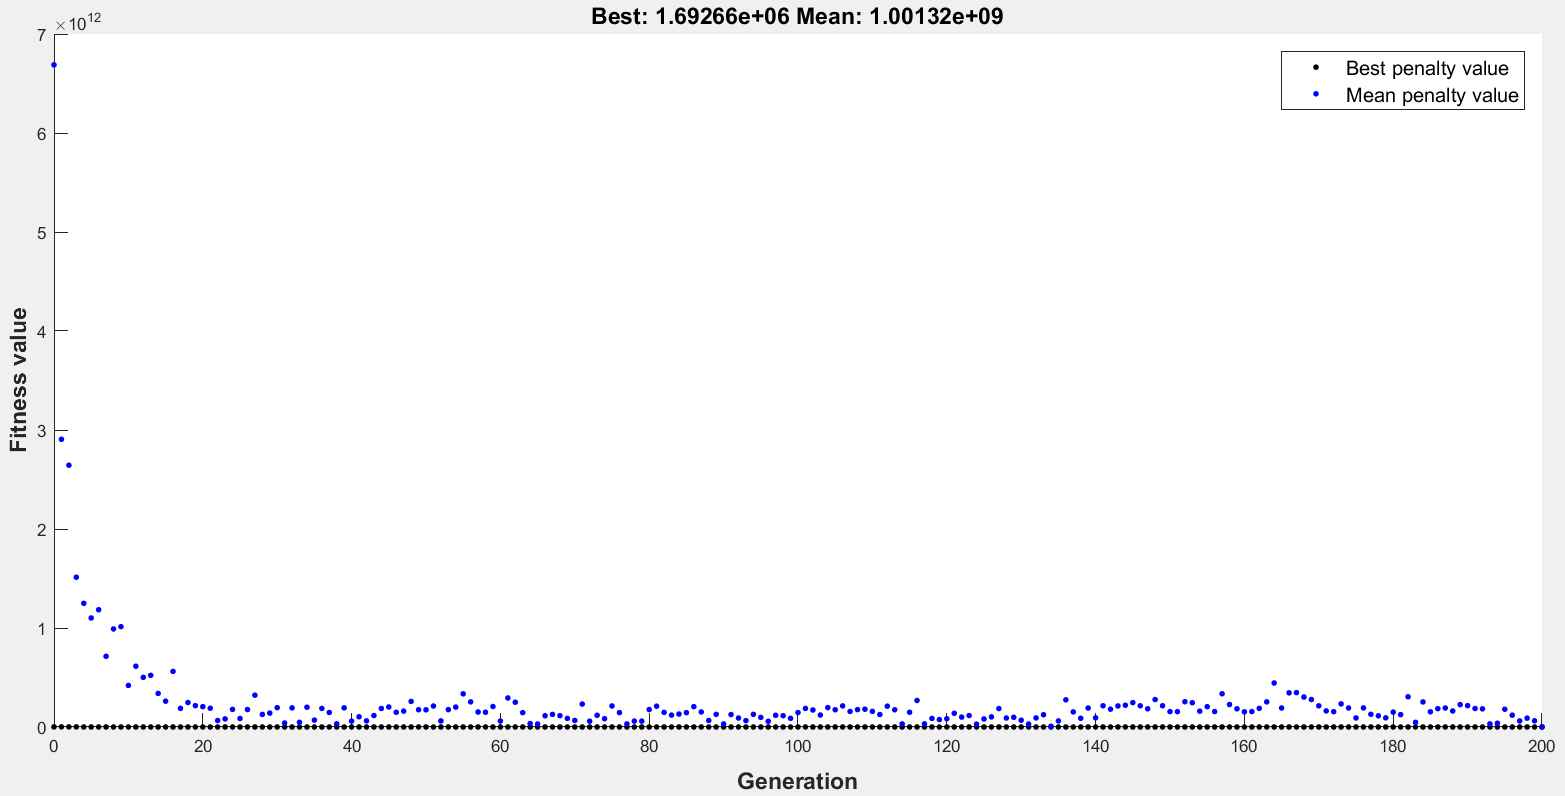 Best: 1.69266e+06 Mean: 1.00132e+09
×10¹²
7
6
5
4
3
2
1
0
Fitness value
Best penalty value
Mean penalty value
0 20 40 60 80 100 120 140 160 180 200
Generation